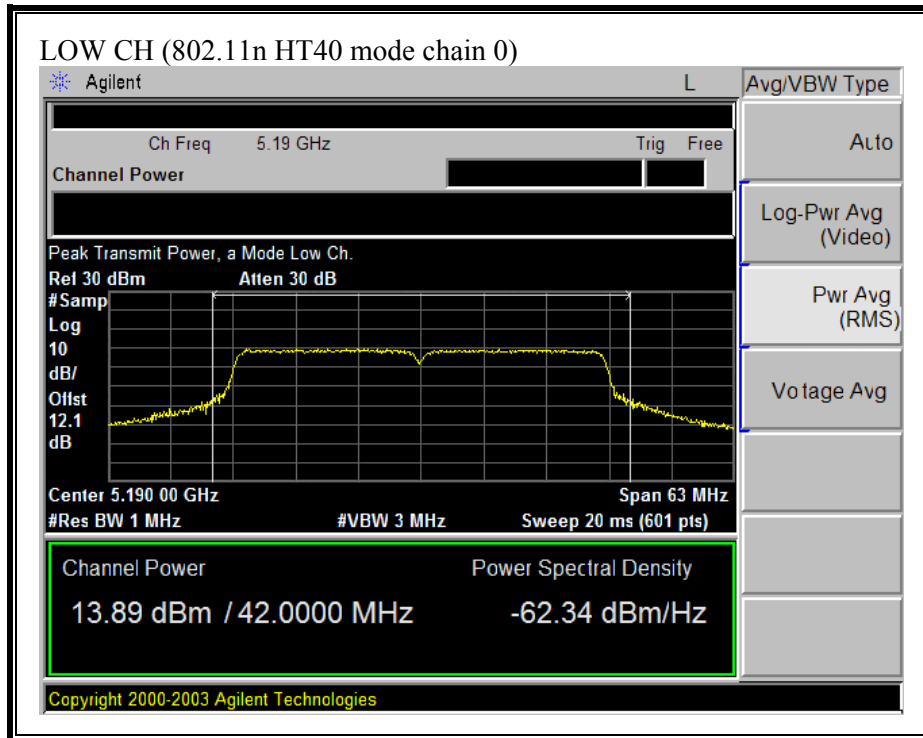 LOW CH (802.11n HT40 mode chain 0)
Agilent L Avg/VBW Type
Ch Freq 5.19 GHz Trig Free
Channel Power
Auto
Log-Pwr Avg
(Video)
Pwr Avg
(RMS)
Votage Avg
Peak Transmit Power, a Mode Low Ch.
Ref 30 dBm Atten 30 dB
#Samp
Log
10
dB/
Offst
12.1
dB
Center 5.190 00 GHz Span 63 MHz
#Res BW 1 MHz #VBW 3 MHz Sweep 20 ms (601 pts)
Channel Power Power Spectral Density
13.89 dBm / 42.0000 MHz -62.34 dBm/Hz
Copyright 2000-2003 Agilent Technologies